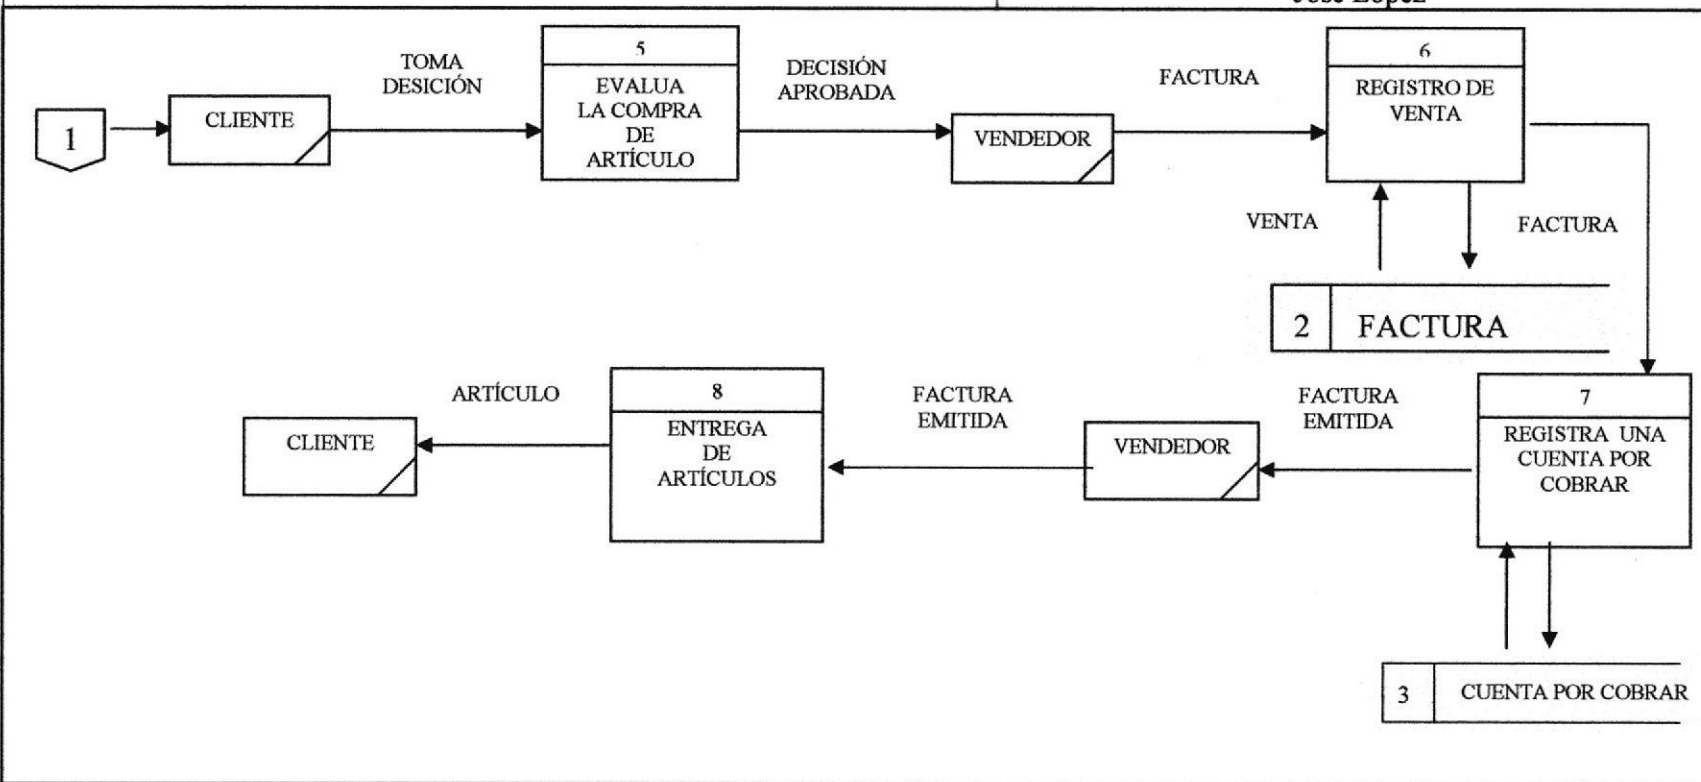 José López
TOMA
DESICIÓN
5
EVALUA
LA COMPRA
DE
ARTÍCULO
DECISIÓN
APROBADA
FACTURA
6
REGISTRO DE
VENTA
1
CLIENTE
VENDEDOR
VENTA
FACTURA
2
FACTURA
ARTÍCULO
8
ENTREGA
DE
ARTÍCULOS
FACTURA
EMITIDA
FACTURA
EMITIDA
7
REGISTRA UNA
CUENTA POR
COBRAR
CLIENTE
VENDEDOR
3
CUENTA POR COBRAR